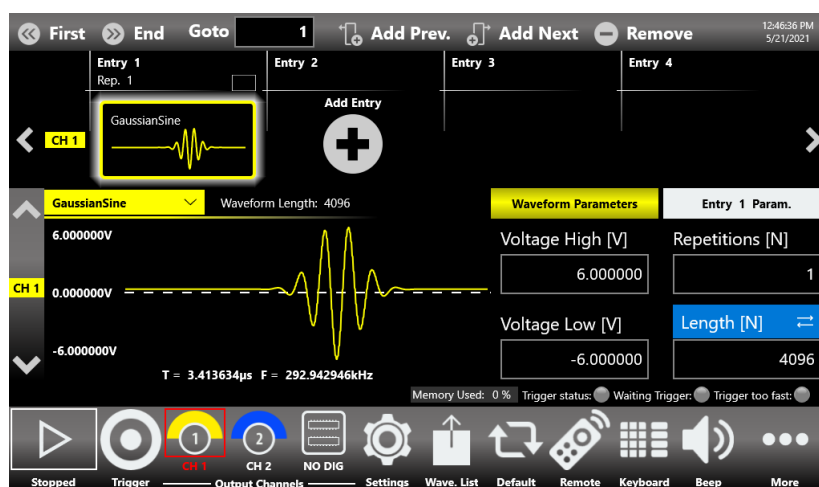 First End Goto 1 Add Prev. Add Next Remove 12:46:36 PM
5/21/2021
Entry 1 Entry 2 Entry 3 Entry 4
Rep. 1
Add Entry
GaussianSine
CH 1
GaussianSine Waveform Length: 4096 Waveform Parameters Entry 1 Param.
6.000000V
Voltage High [V] Repetitions [N]
6.000000 1
CH 1 0.000000V
Voltage Low [V] Length [N]
-6.000000V
-6.000000 4096
T = 3.413634µs F = 292.942946kHz
Memory Used: 0 % Trigger status: Waiting Trigger: Trigger too fast:
1 2
CH 1 CH 2 NO DIG
Stopped Trigger Output Channels Settings Wave. List Default Remote Keyboard Beep More